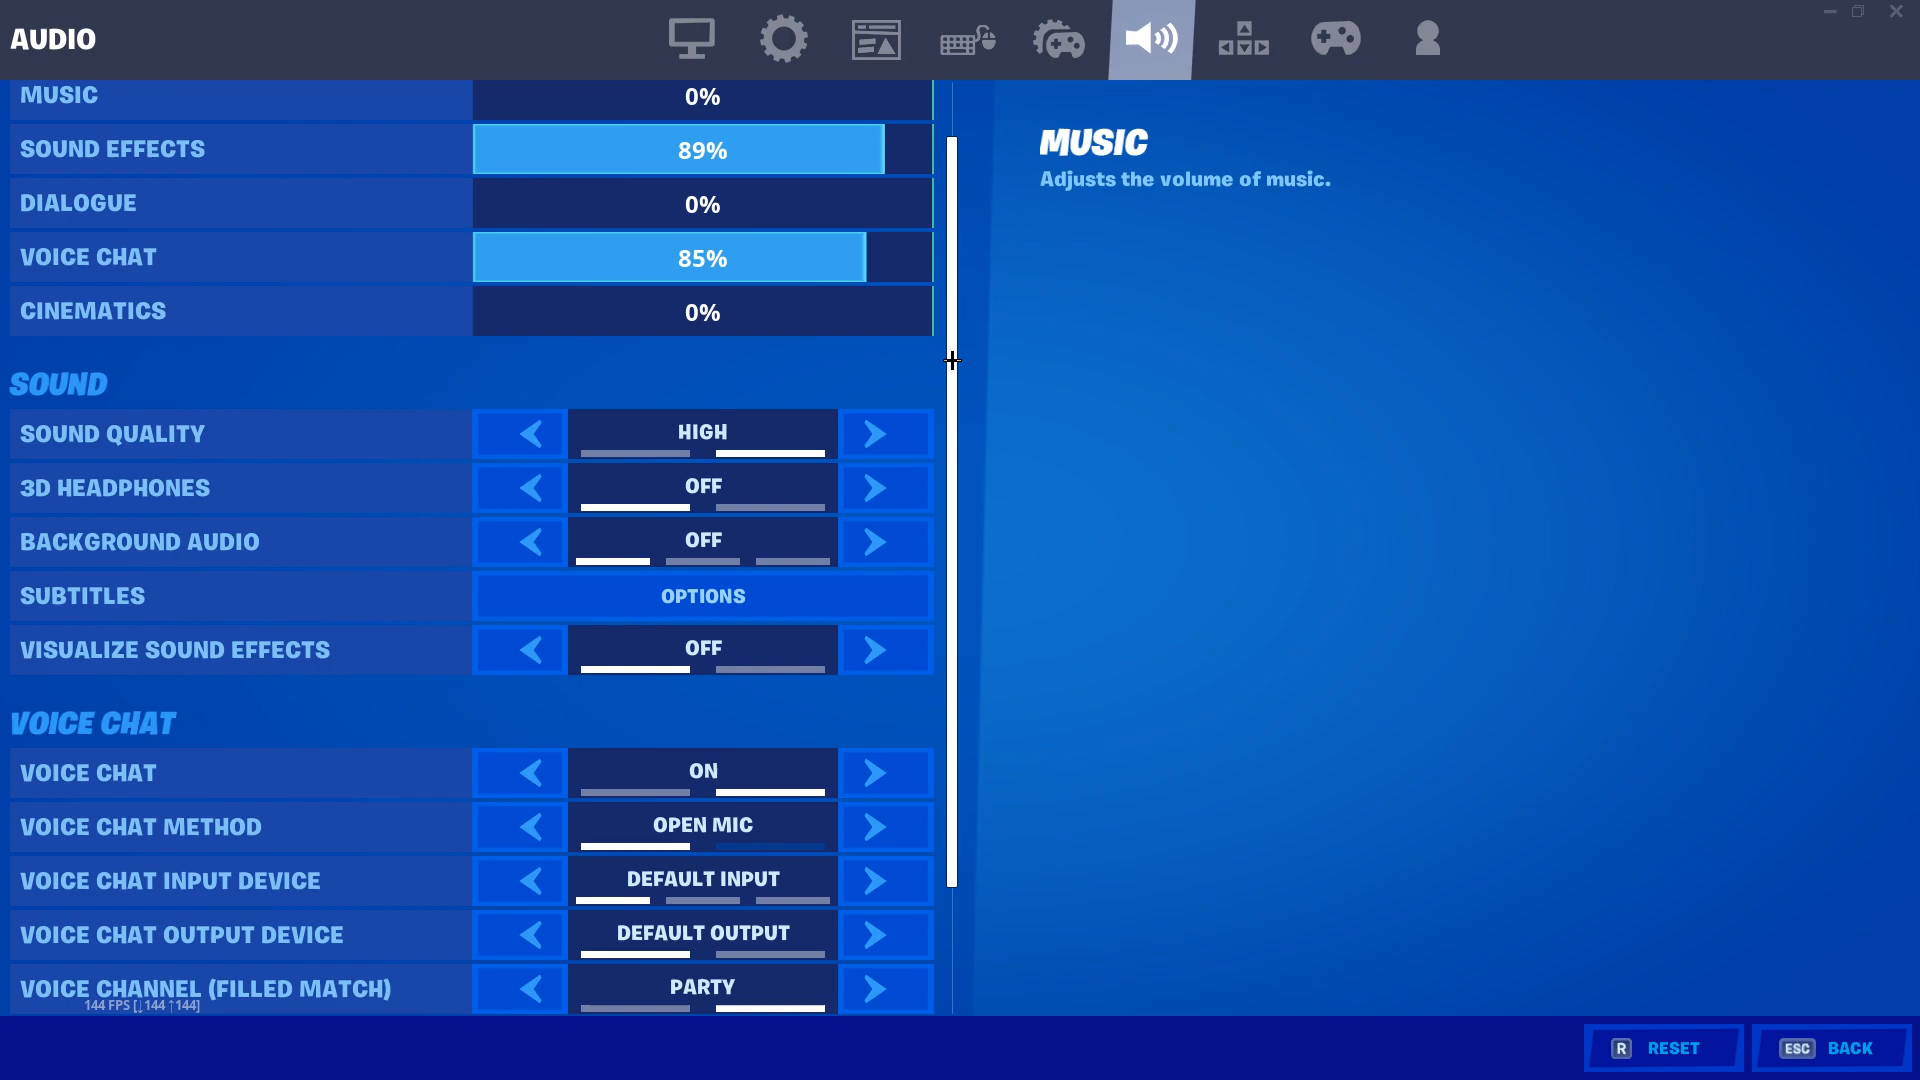 AUDIO
MUSIC 0%
SOUND EFFECTS 89%
DIALOGUE 0%
VOICE CHAT 85%
CINEMATICS 0%
SOUND
SOUND QUALITY HIGH
3D HEADPHONES OFF
BACKGROUND AUDIO OFF
SUBTITLES OPTIONS
VISUALIZE SOUND EFFECTS OFF
VOICE CHAT
VOICE CHAT ON
VOICE CHAT METHOD OPEN MIC
VOICE CHAT INPUT DEVICE DEFAULT INPUT
VOICE CHAT OUTPUT DEVICE DEFAULT OUTPUT
VOICE CHANNEL (FILLED MATCH) PARTY
144 FPS [↓144 ↑144]
MUSIC
Adjusts the volume of music.
R RESET
ESC BACK